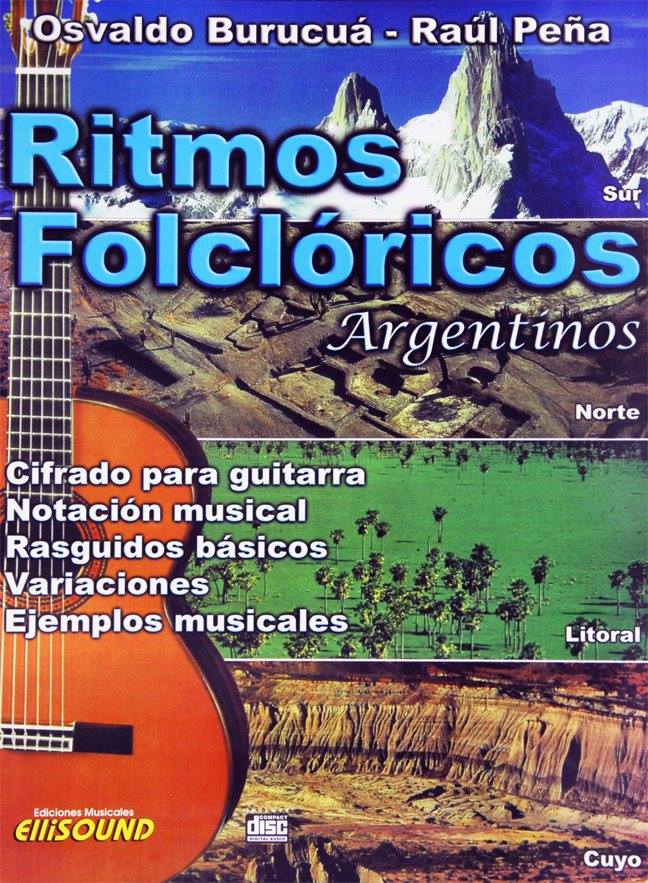 Osvaldo Burucuá - Raúl Peña
Ritmos
Sur
Folclóricos
Argentinos
Norte
Cifrado para guitarra
Notación musical
Rasguidos básicos
Variaciones
Ejemplos musicales
Litoral
Ediciones Musicales
ElliSOUND
COMPACT
disc
DIGITAL AUDIO
Cuyo